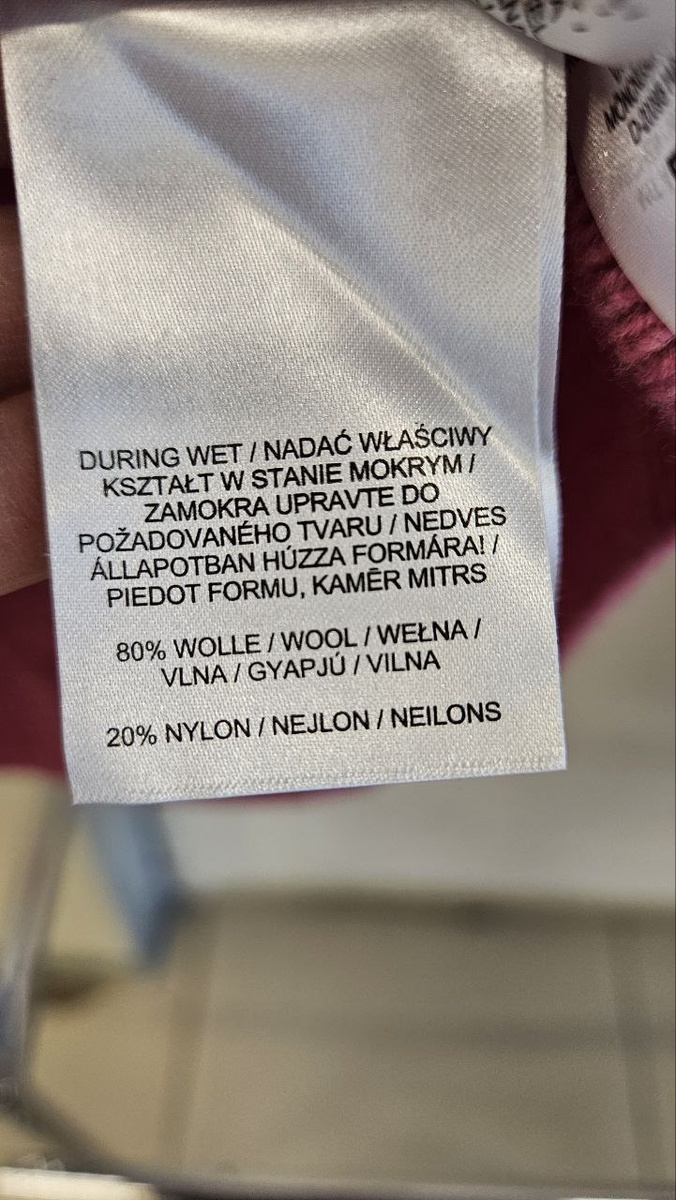 DURING WET / NADAĆ WŁAŚCIWY
KSZTAŁT W STANIE MOKRYM /
ZAMOKRA UPRAVTE DO
POŽADOVANÉHO TVARU / NEDVES
ÁLLAPOTBAN HÚZZA FORMÁRA! /
PIEDOT FORMU, KAMĒR MITRS
80% WOLLE / WOOL / WEŁNA /
VLNA / GYAPJÚ / VILNA
20% NYLON / NEJLON / NEILONS